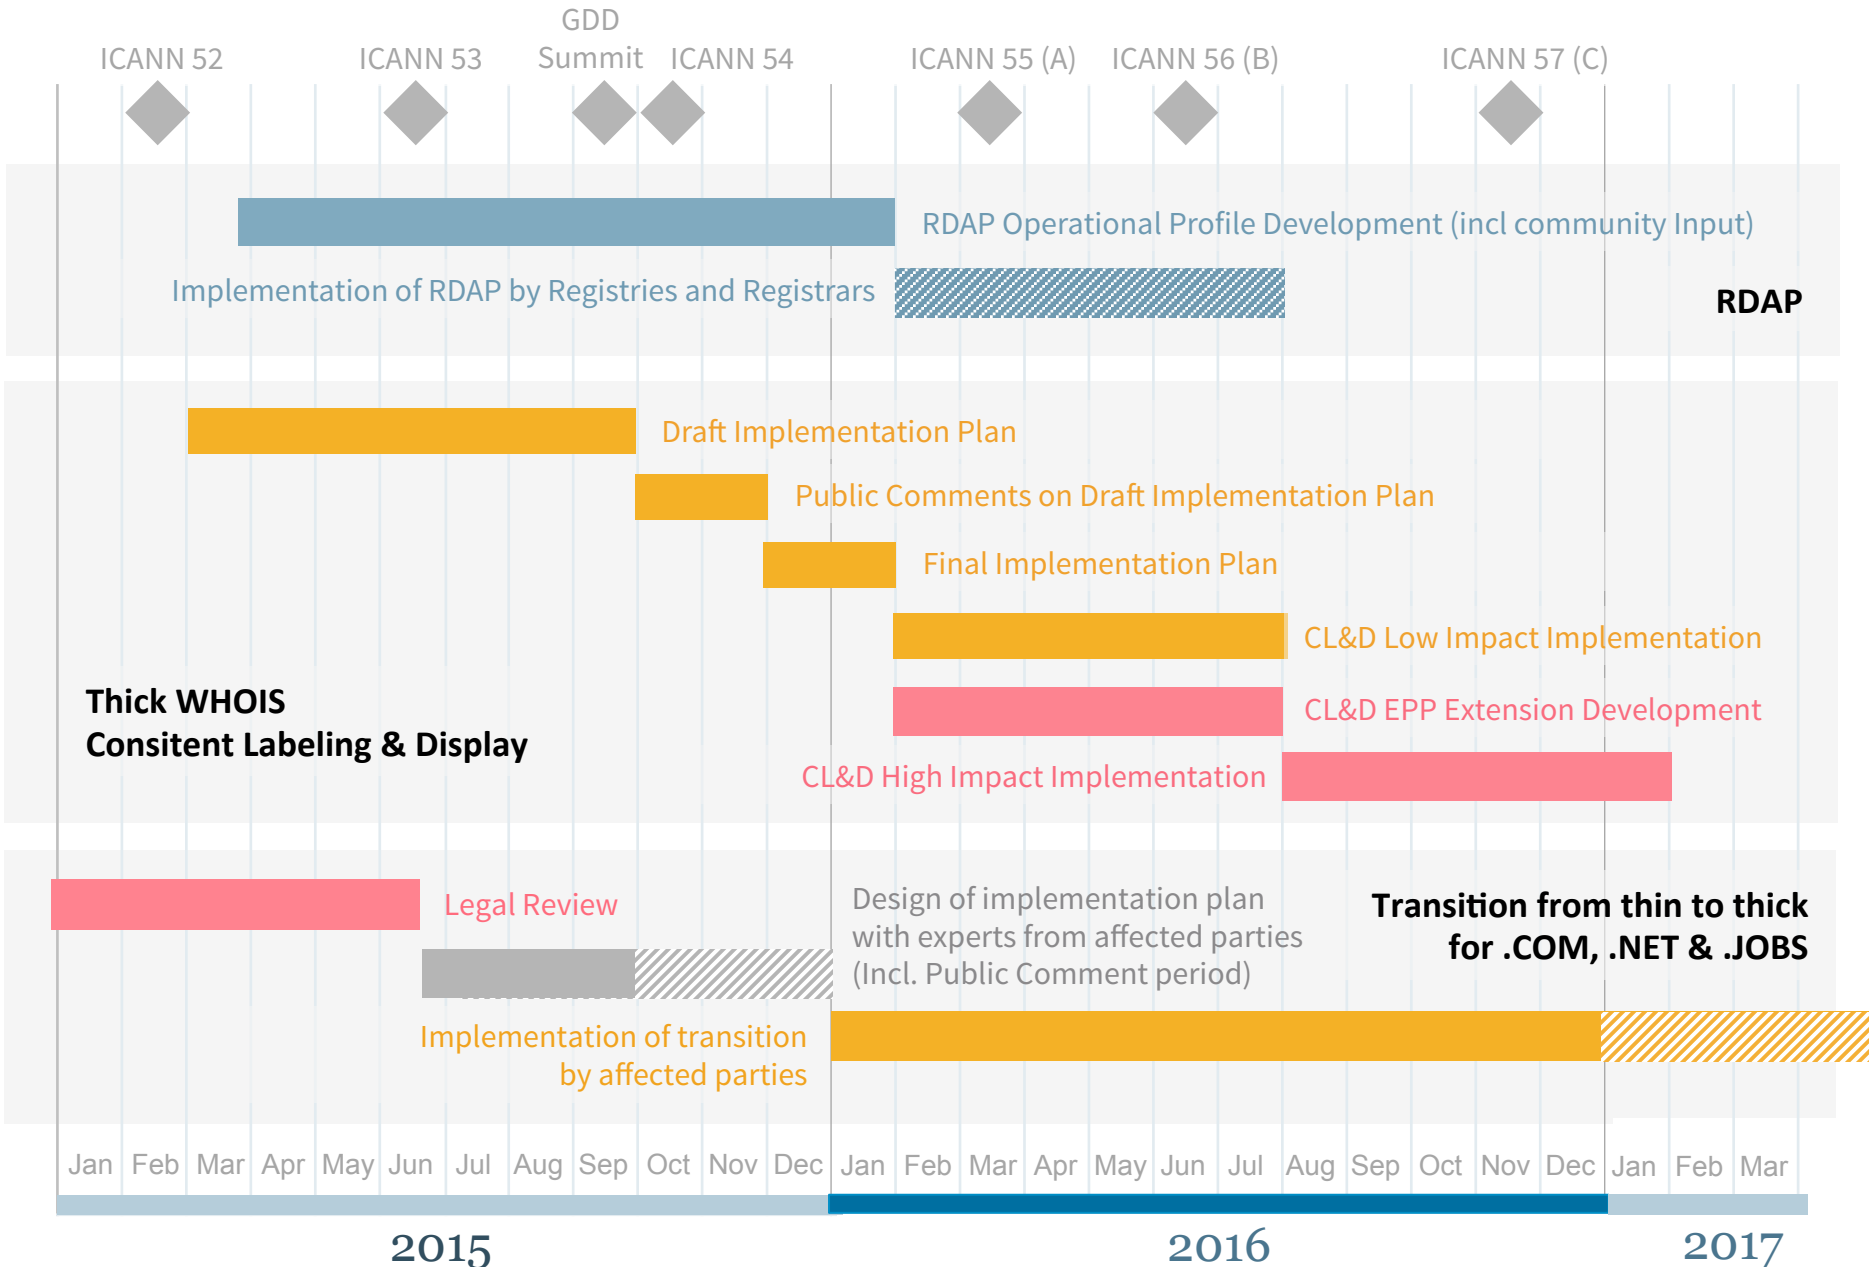 GDD
ICANN 52
ICANN 53
Summit
ICANN 54
ICANN 55 (A)
ICANN 56 (B)
ICANN 57 (C)
RDAP Operational Profile Development (incl community Input)
Implementation of RDAP by Registries and Registrars
RDAP
Draft Implementation Plan
Public Comments on Draft Implementation Plan
Final Implementation Plan
CL&D Low Impact Implementation
Thick WHOIS
Consitent Labeling & Display
CL&D EPP Extension Development
CL&D High Impact Implementation
Legal Review
Design of implementation plan
with experts from affected parties
(Incl. Public Comment period)
Transition from thin to thick
for .COM, .NET & .JOBS
Implementation of transition
by affected parties
Jan Feb Mar Apr May Jun Jul Aug Sep Oct Nov Dec Jan Feb Mar Apr May Jun Jul Aug Sep Oct Nov Dec Jan Feb Mar
2015 2016 2017